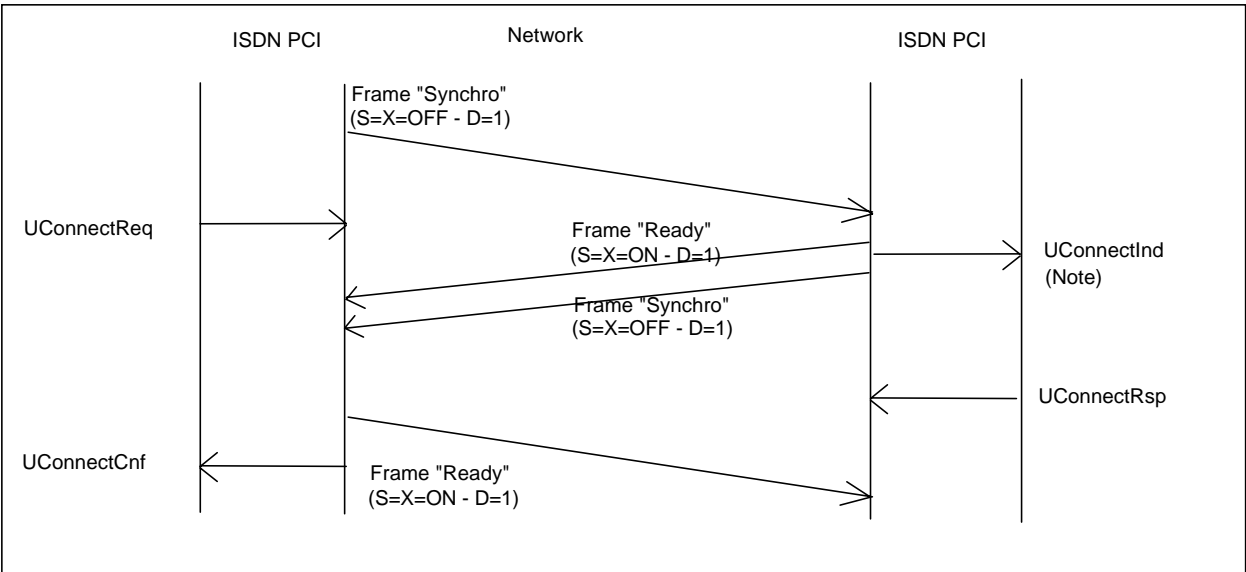 ISDN PCI
Network
ISDN PCI
Frame "Synchro"
(S=X=OFF - D=1)
UConnectReq
Frame "Ready"
(S=X=ON - D=1)
UConnectInd
(Note)
Frame "Synchro"
(S=X=OFF - D=1)
UConnectRsp
UConnectCnf
Frame "Ready"
(S=X=ON - D=1)